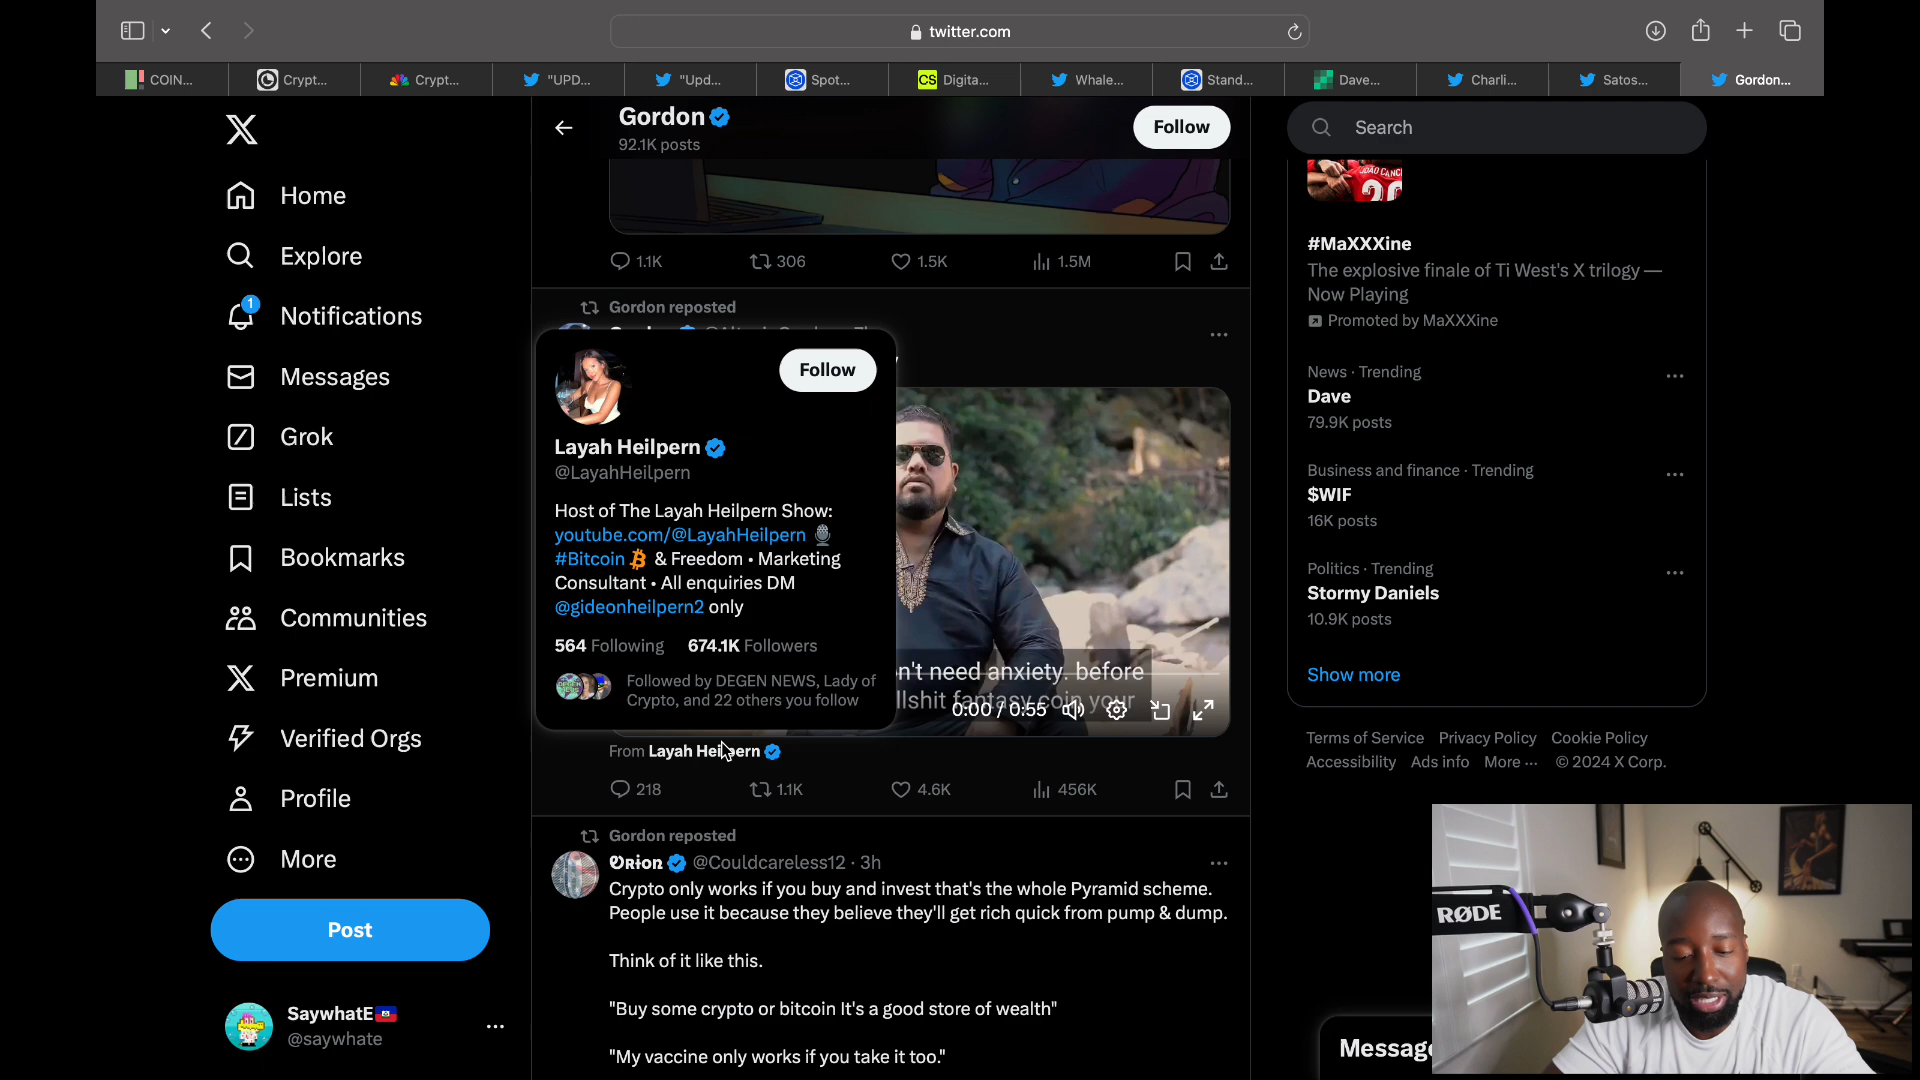 twitter.com
COIN...
Crypt...
Crypt...
"UPD...
"Upd...
Spot...
CS Digita...
Whale...
Stand...
Dave...
Charli...
Satos...
Gordon...
Home
Explore
1
Notifications
Messages
Grok
Lists
Bookmarks
Communities
Premium
Verified Orgs
Profile
More
Post
SaywhatE
@saywhate
Gordon
92.1K posts
Follow
1.1K 306 1.5K 1.5M
Gordon reposted
Follow
Layah Heilpern
@LayahHeilpern
Host of The Layah Heilpern Show:
youtube.com/@LayahHeilpern
#Bitcoin & Freedom • Marketing
Consultant • All enquiries DM
@gideonheilpern2 only
564 Following 674.1K Followers
Followed by DEGEN NEWS, Lady of
Crypto, and 22 others you follow
n't need anxiety. before
llshit fantasy coin your
0:00 / 0:55
From Layah Heilpern
218 1.1K 4.6K 456K
Gordon reposted
Orion @Couldcareless12 · 3h
Crypto only works if you buy and invest that's the whole Pyramid scheme.
People use it because they believe they'll get rich quick from pump & dump.
Think of it like this.
"Buy some crypto or bitcoin It's a good store of wealth"
"My vaccine only works if you take it too."
Search
JOAO CANC
20
#MaXXXine
The explosive finale of Ti West's X trilogy —
Now Playing
Promoted by MaXXXine
News · Trending
Dave
79.9K posts
Business and finance · Trending
$WIF
16K posts
Politics · Trending
Stormy Daniels
10.9K posts
Show more
Terms of Service Privacy Policy Cookie Policy
Accessibility Ads info More ··· © 2024 X Corp.
Message
RØDE